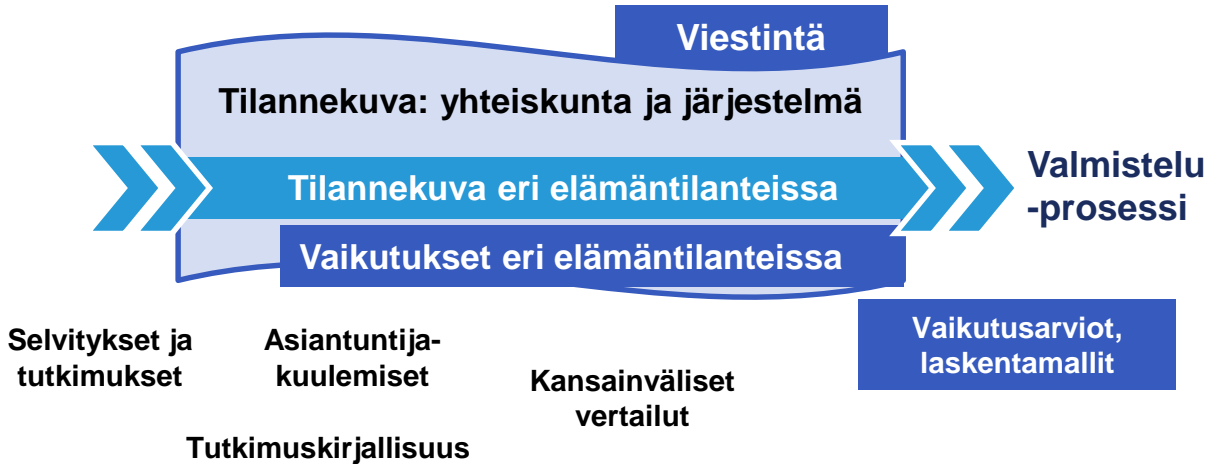 Viestintä
Tilannekuva: yhteiskunta ja järjestelmä
Tilannekuva eri elämäntilanteissa
Valmistelu
-prosessi
Vaikutukset eri elämäntilanteissa
Selvitykset ja
tutkimukset
Asiantuntija-
kuulemiset
Kansainväliset
vertailut
Vaikutusarviot,
laskentamallit
Tutkimuskirjallisuus